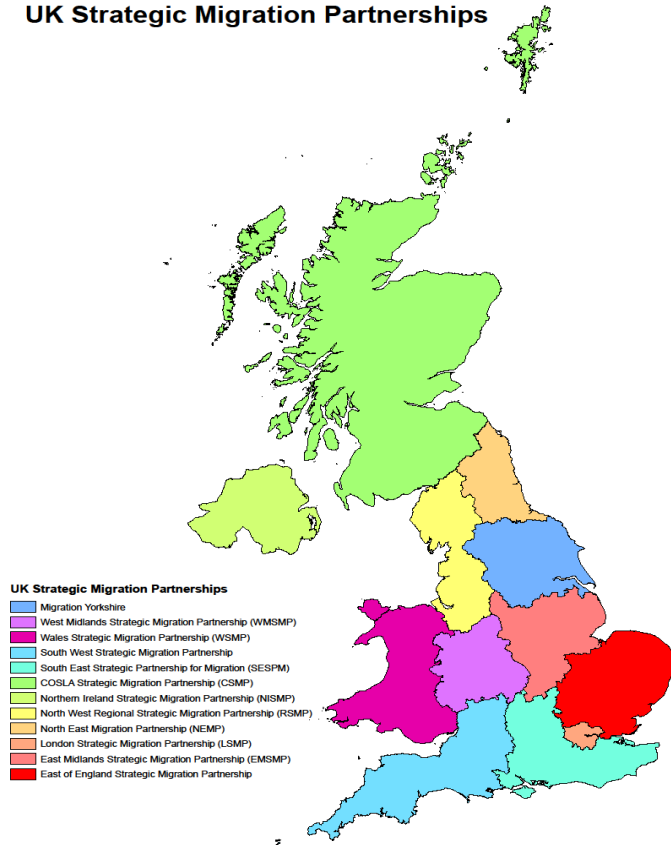 UK Strategic Migration Partnerships
UK Strategic Migration Partnerships
Migration Yorkshire
West Midlands Strategic Migration Partnership (WMSMP)
Wales Strategic Migration Partnership (WSMP)
South West Strategic Migration Partnership
South East Strategic Partnership for Migration (SESPM)
COSLA Strategic Migration Partnership (CSMP)
Northern Ireland Strategic Migration Partnership (NISMP)
North West Regional Strategic Migration Partnership (RSMP)
North East Migration Partnership (NEMP)
London Strategic Migration Partnership (LSMP)
East Midlands Strategic Migration Partnership (EMSMP)
East of England Strategic Migration Partnership